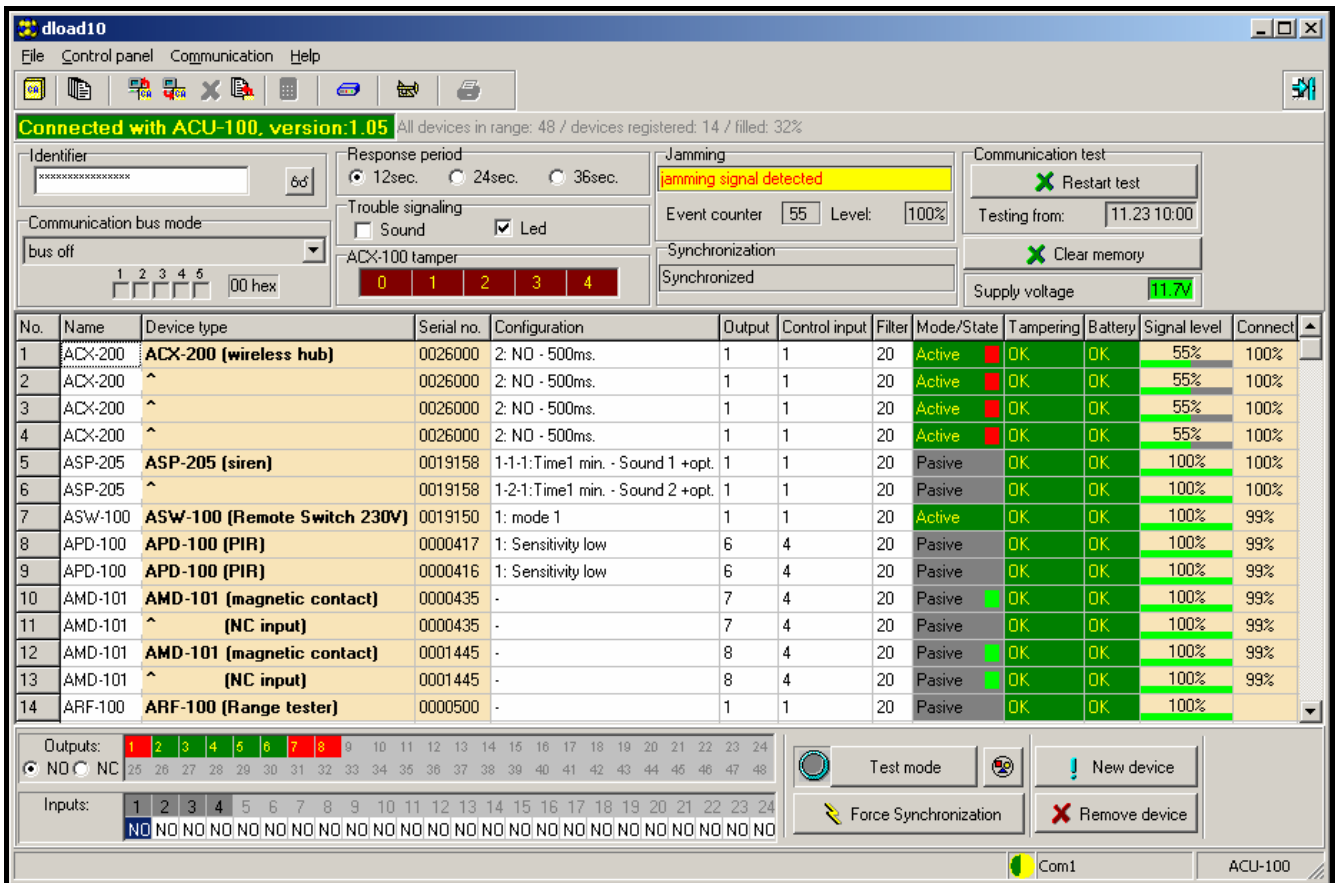 dload10
File Control panel Communication Help
Connected with ACU-100, version:1.05 All devices in range: 48 / devices registered: 14 / filled: 32%
Identifier
****************
Communication bus mode
bus off
1 2 3 4 5
00 hex
Response period
12sec. 24sec. 36sec.
Trouble signaling
Sound Led
ACX-100 tamper
0 1 2 3 4
Jamming
jamming signal detected
Event counter 55 Level: 100%
Synchronization
Synchronized
Communication test
Restart test
Testing from: 11.23 10:00
Clear memory
Supply voltage 11.7V
No. Name Device type Serial no. Configuration Output Control input Filter Mode/State Tampering Battery Signal level Connect
1 ACX-200 ACX-200 (wireless hub) 0026000 2: NO - 500ms. 1 1 20 Active OK OK 55% 100%
2 ACX-200 ^ 0026000 2: NO - 500ms. 1 1 20 Active OK OK 55% 100%
3 ACX-200 ^ 0026000 2: NO - 500ms. 1 1 20 Active OK OK 55% 100%
4 ACX-200 ^ 0026000 2: NO - 500ms. 1 1 20 Active OK OK 55% 100%
5 ASP-205 ASP-205 (siren) 0019158 1-1-1:Time1 min. - Sound 1 +opt. 1 1 20 Pasive OK OK 100% 100%
6 ASP-205 ^ 0019158 1-2-1:Time1 min. - Sound 2 +opt. 1 1 20 Pasive OK OK 100% 100%
7 ASW-100 ASW-100 (Remote Switch 230V) 0019150 1: mode 1 1 1 20 Active OK OK 100% 99%
8 APD-100 APD-100 (PIR) 0000417 1: Sensitivity low 6 4 20 Pasive OK OK 100% 99%
9 APD-100 APD-100 (PIR) 0000416 1: Sensitivity low 6 4 20 Pasive OK OK 100% 99%
10 AMD-101 AMD-101 (magnetic contact) 0000435 - 7 4 20 Pasive OK OK 100% 99%
11 AMD-101 ^ (NC input) 0000435 - 7 4 20 Pasive OK OK 100% 99%
12 AMD-101 AMD-101 (magnetic contact) 0001445 - 8 4 20 Pasive OK OK 100% 99%
13 AMD-101 ^ (NC input) 0001445 - 8 4 20 Pasive OK OK 100% 99%
14 ARF-100 ARF-100 (Range tester) 0000500 - 1 1 20 Pasive OK OK 100%
Outputs: 1 2 3 4 5 6 7 8 9 10 11 12 13 14 15 16 17 18 19 20 21 22 23 24
NO NC 25 26 27 28 29 30 31 32 33 34 35 36 37 38 39 40 41 42 43 44 45 46 47 48
Inputs: 1 2 3 4 5 6 7 8 9 10 11 12 13 14 15 16 17 18 19 20 21 22 23 24
NO NO NO NO NO NO NO NO NO NO NO NO NO NO NO NO NO NO NO NO NO NO NO NO
Test mode
Force Synchronization
New device
Remove device
Com1 ACU-100